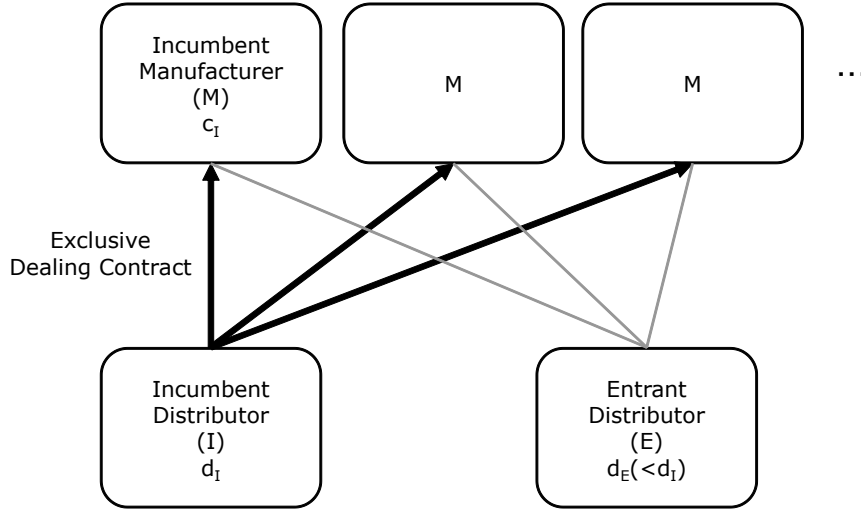 Incumbent
Manufacturer
(M)
c_I
M
M
...
Exclusive
Dealing Contract
Incumbent
Distributor
(I)
d_I
Entrant
Distributor
(E)
d_E(<d_I)